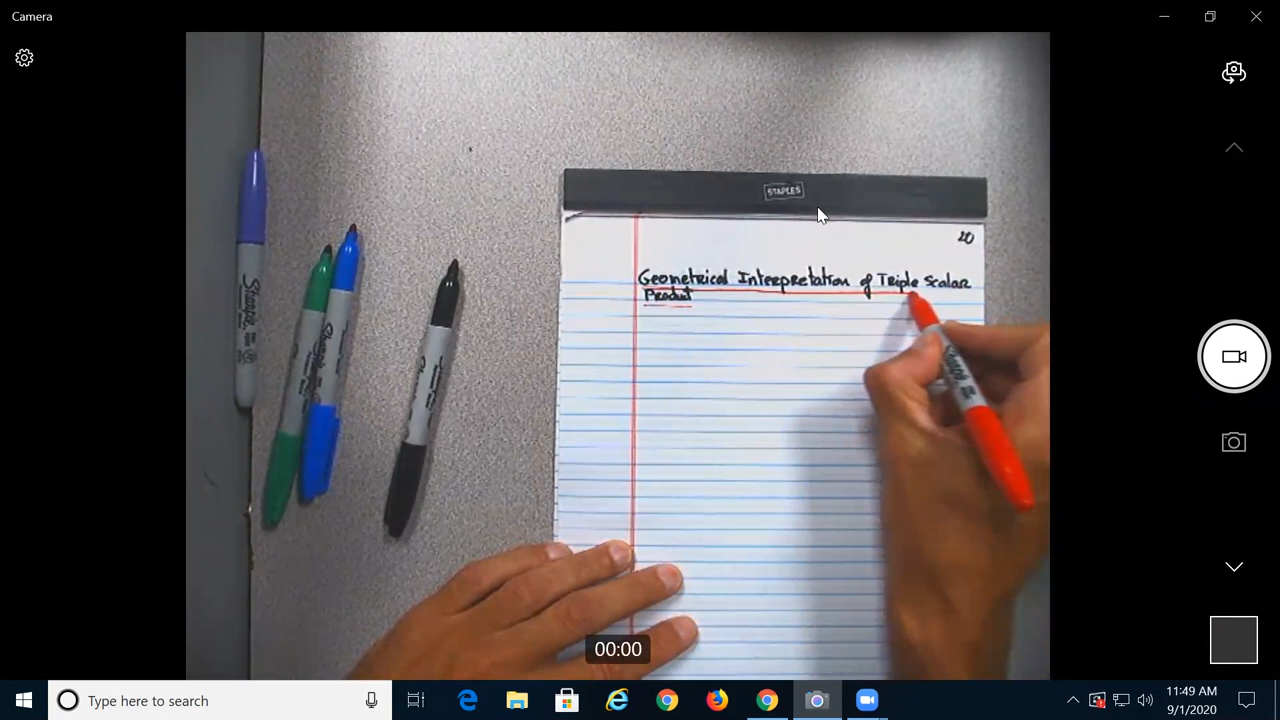 Camera
STAPLES
20
Geometrical Interpretation of Triple Scalar
Product
Sharpie
00:00
Type here to search
11:49 AM
9/1/2020